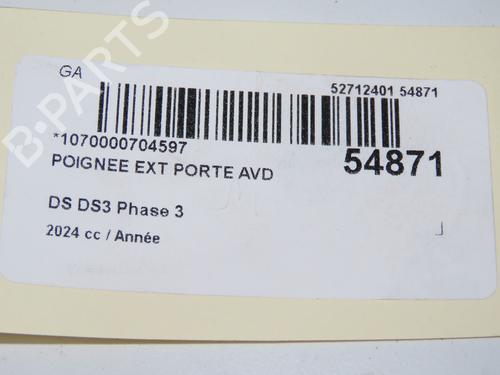 GA
52712401 54871
*1070000704597
54871
POIGNEE EXT PORTE AVD
DS DS3 Phase 3
2024 cc / Année
B-PARTS